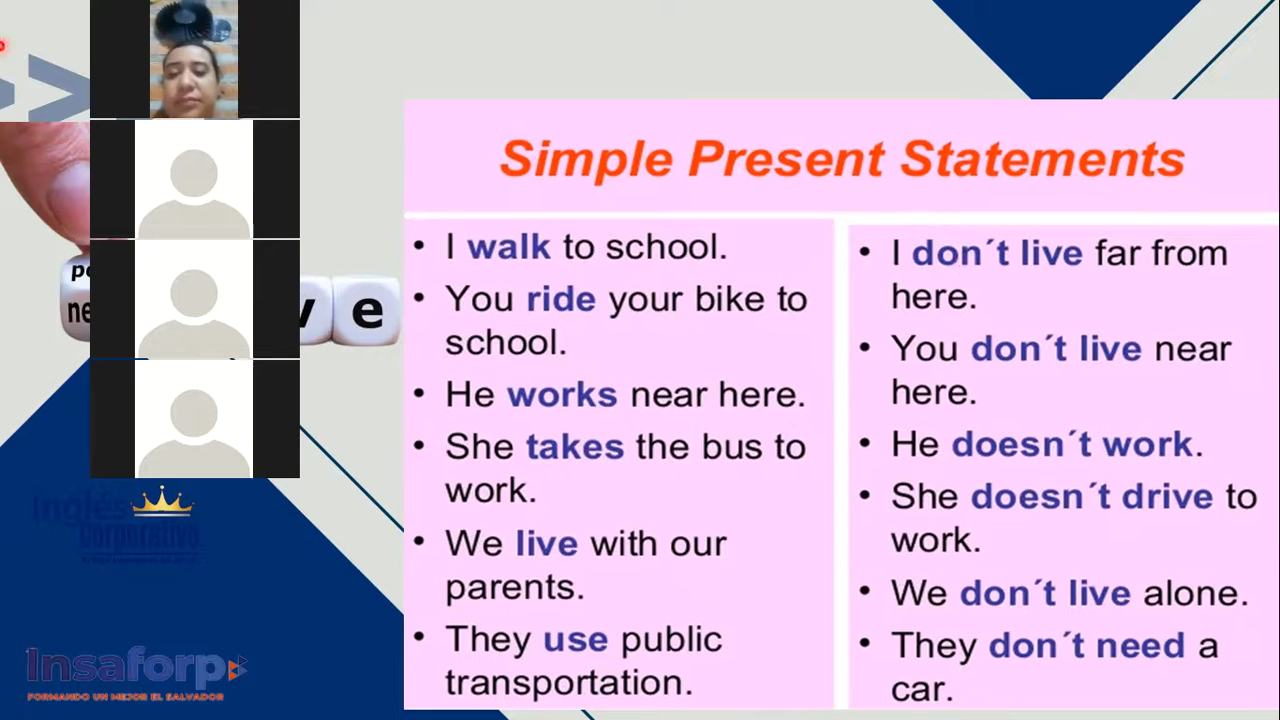 Simple Present Statements
• I walk to school.
• You ride your bike to
school.
• He works near here.
• She takes the bus to
work.
• We live with our
parents.
• They use public
transportation.
• I don´t live far from
here.
• You don´t live near
here.
• He doesn´t work.
• She doesn´t drive to
work.
• We don´t live alone.
• They don´t need a
car.
po
ne
v e
Inglés
Corporativo
Insaforp
FORMANDO UN MEJOR EL SALVADOR